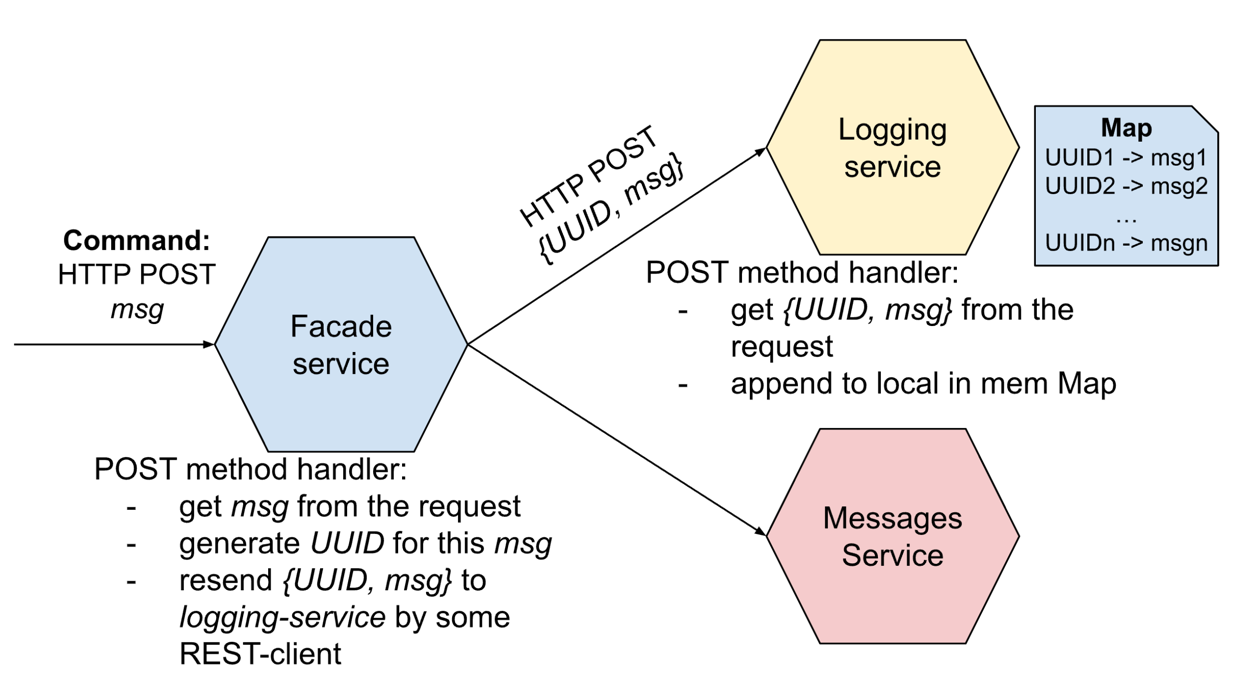 Command:
HTTP POST
msg
Facade
service
POST method handler:
- get msg from the request
- generate UUID for this msg
- resend {UUID, msg} to
logging-service by some
REST-client
HTTP POST
{UUID, msg}
Logging
service
Map
UUID1 -> msg1
UUID2 -> msg2
...
UUIDn -> msgn
POST method handler:
- get {UUID, msg} from the
request
- append to local in mem Map
Messages
Service